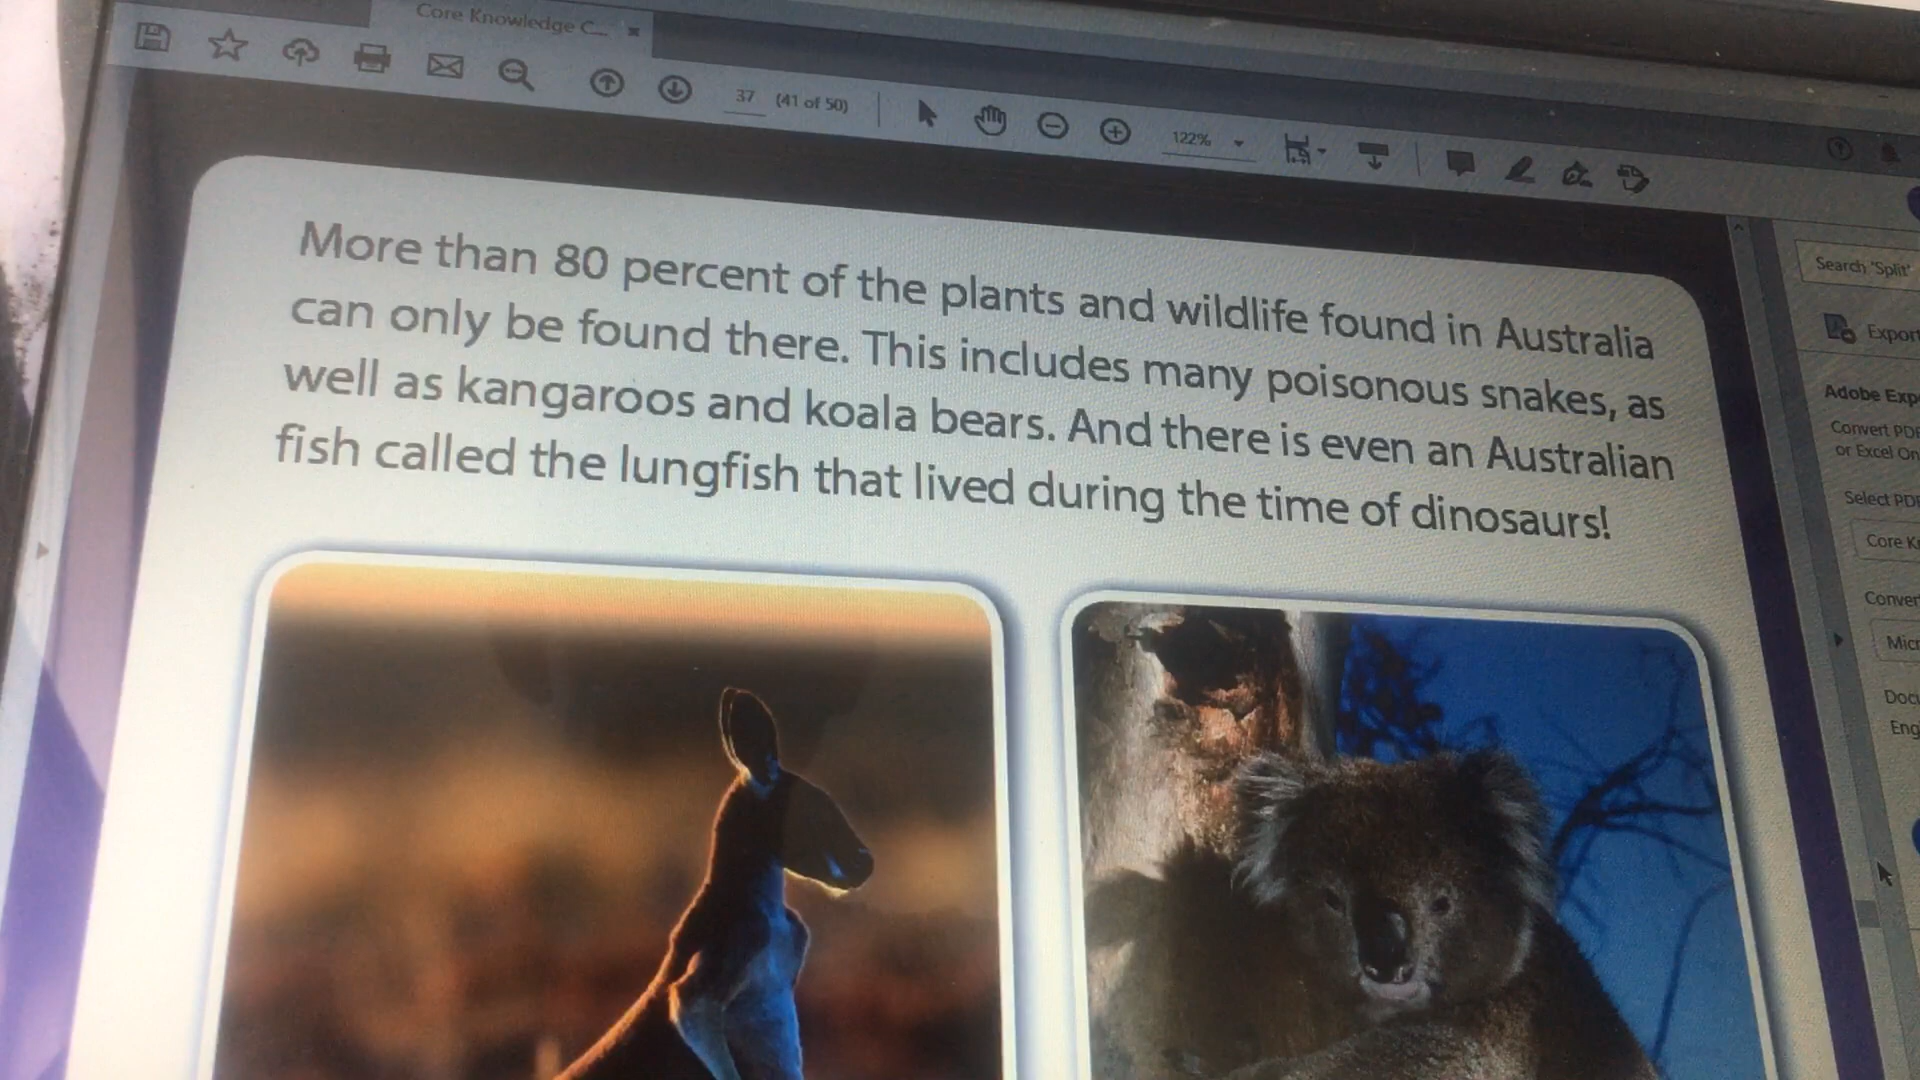 Core Knowledge C...
37 (41 of 50)
122%
Search 'Split'
More than 80 percent of the plants and wildlife found in Australia
can only be found there. This includes many poisonous snakes, as
well as kangaroos and koala bears. And there is even an Australian
fish called the lungfish that lived during the time of dinosaurs!
Export
Adobe Exp
Convert PDF
or Excel On
Select PDF
Core K
Conver
Micr
Docu
Eng